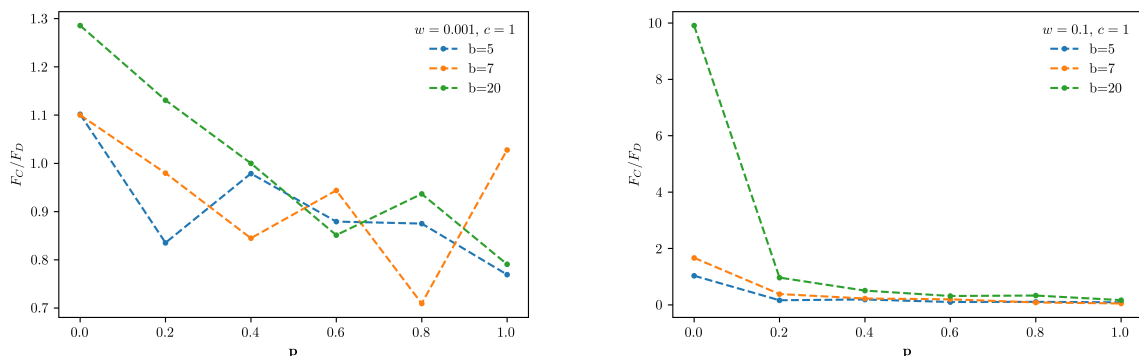 1.3
1.2
1.1
1.0
0.9
0.8
0.7
F_C/F_D
0.0 0.2 0.4 0.6 0.8 1.0
p
w = 0.001, c = 1
b=5
b=7
b=20
10
8
6
4
2
0
F_C/F_D
0.0 0.2 0.4 0.6 0.8 1.0
p
w = 0.1, c = 1
b=5
b=7
b=20